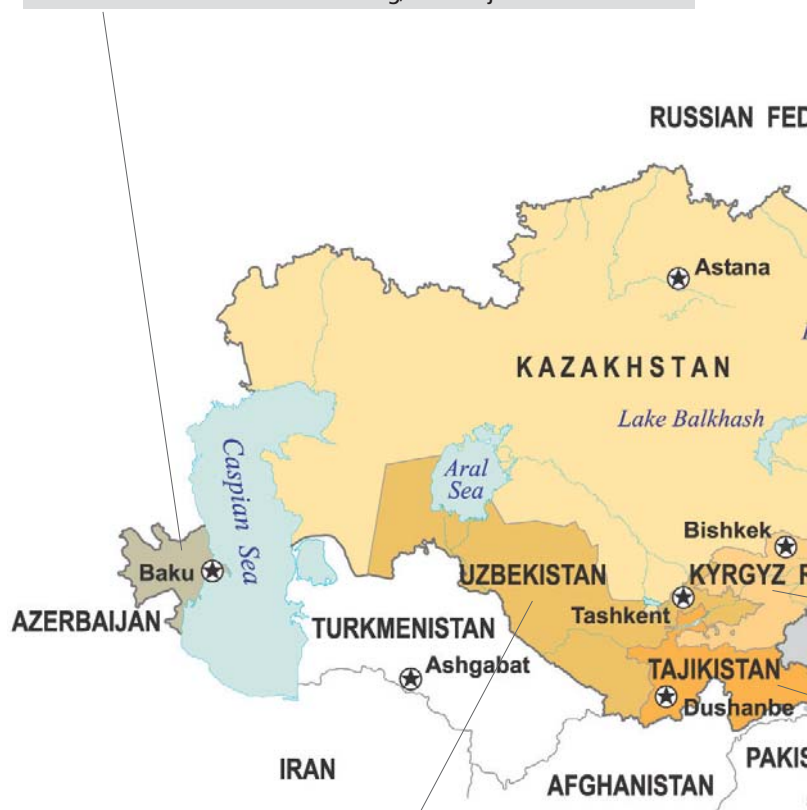 RUSSIAN FED
Astana
KAZAKHSTAN
Lake Balkhash
Caspian Sea
Aral
Sea
Bishkek
Baku
UZBEKISTAN
KYRGYZ
Tashkent
AZERBAIJAN
TURKMENISTAN
Ashgabat
TAJIKISTAN
Dushanbe
IRAN
AFGHANISTAN
PAKIS